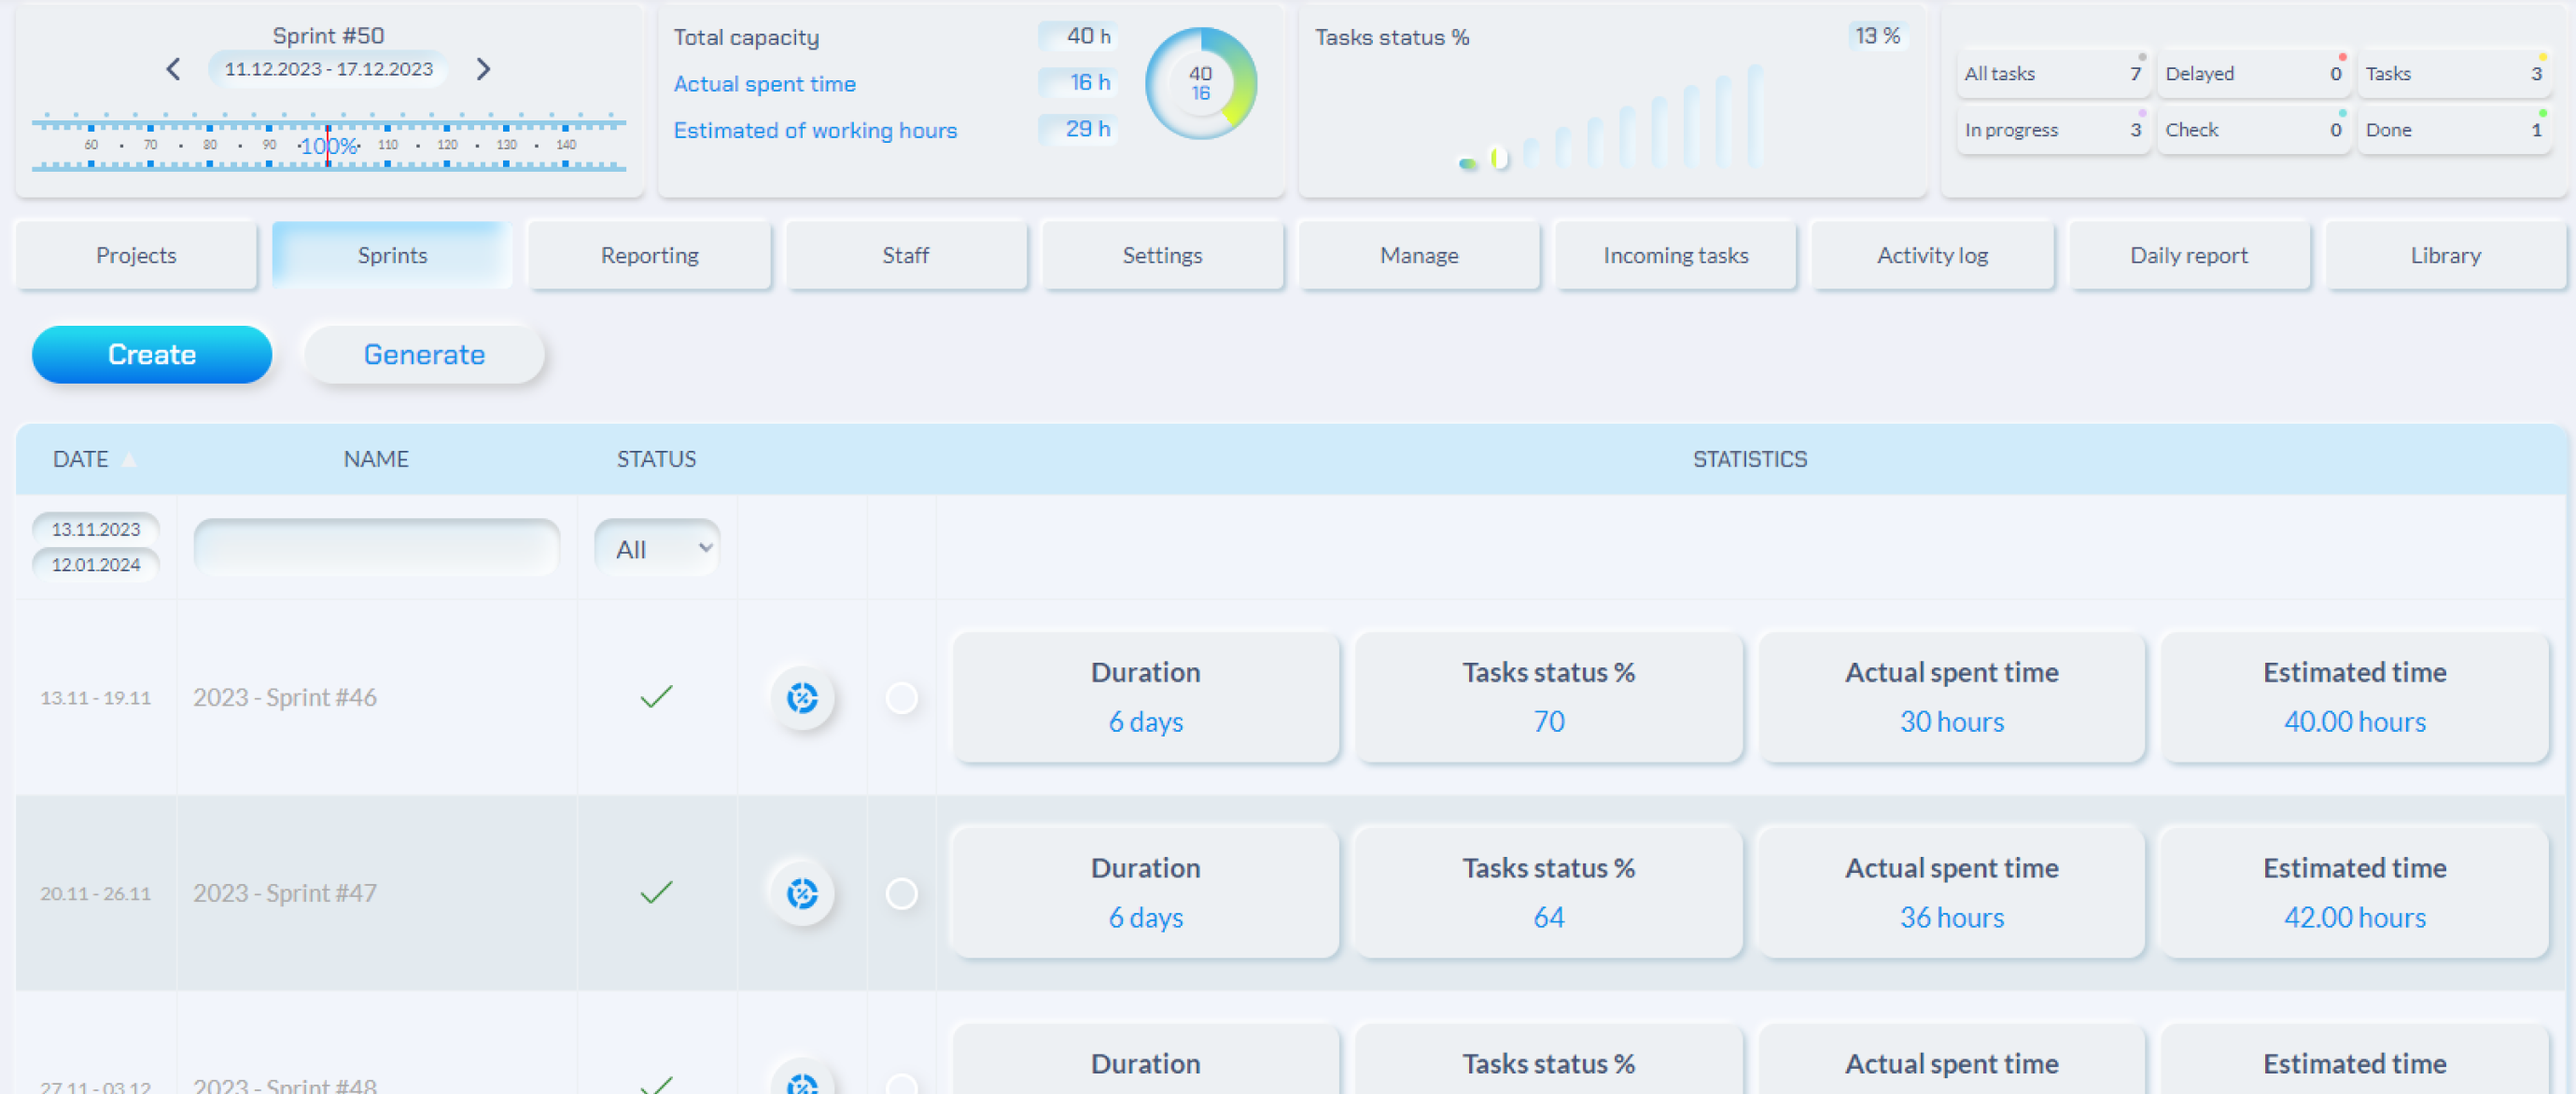 Sprint #50
11.12.2023 - 17.12.2023
60 70 80 90 100% 110 120 130 140
Total capacity 40 h
Actual spent time 16 h
Estimated of working hours 29 h
40
16
Tasks status % 13 %
All tasks 7 Delayed 0 Tasks 3
In progress 3 Check 0 Done 1
Projects Sprints Reporting Staff Settings Manage Incoming tasks Activity log Daily report Library
Create Generate
DATE NAME STATUS STATISTICS
13.11.2023
12.01.2024
All
13.11 - 19.11 2023 - Sprint #46
Duration Tasks status % Actual spent time Estimated time
6 days 70 30 hours 40.00 hours
20.11 - 26.11 2023 - Sprint #47
Duration Tasks status % Actual spent time Estimated time
6 days 64 36 hours 42.00 hours
27.11 - 03.12 2023 - Sprint #48
Duration Tasks status % Actual spent time Estimated time